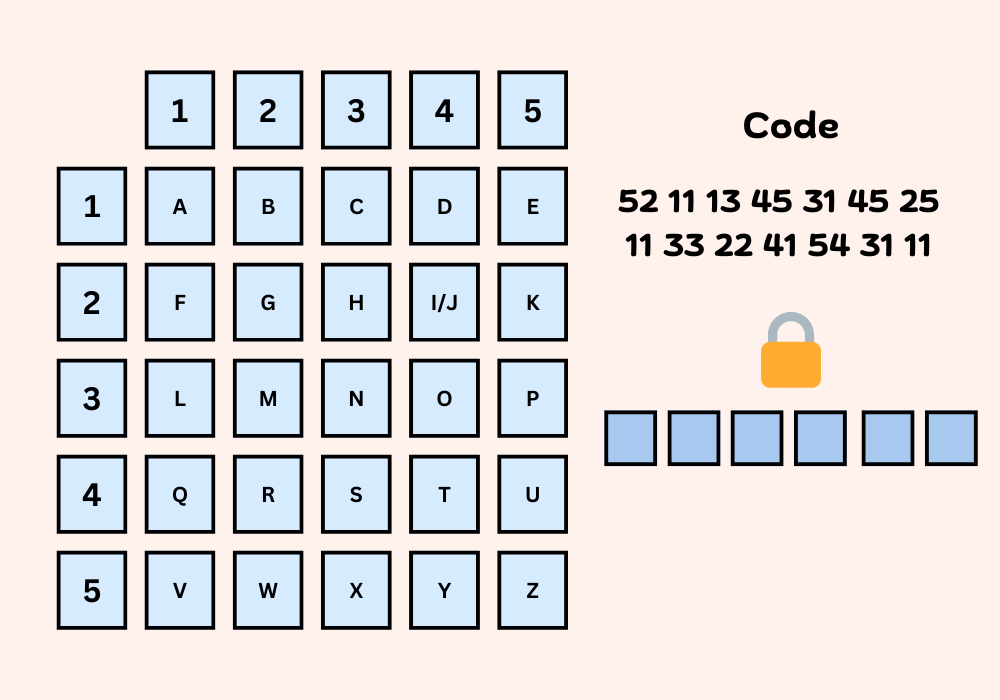 1 2 3 4 5
1 A B C D E
2 F G H I/J K
3 L M N O P
4 Q R S T U
5 V W X Y Z
Code
52 11 13 45 31 45 25
11 33 22 41 54 31 11